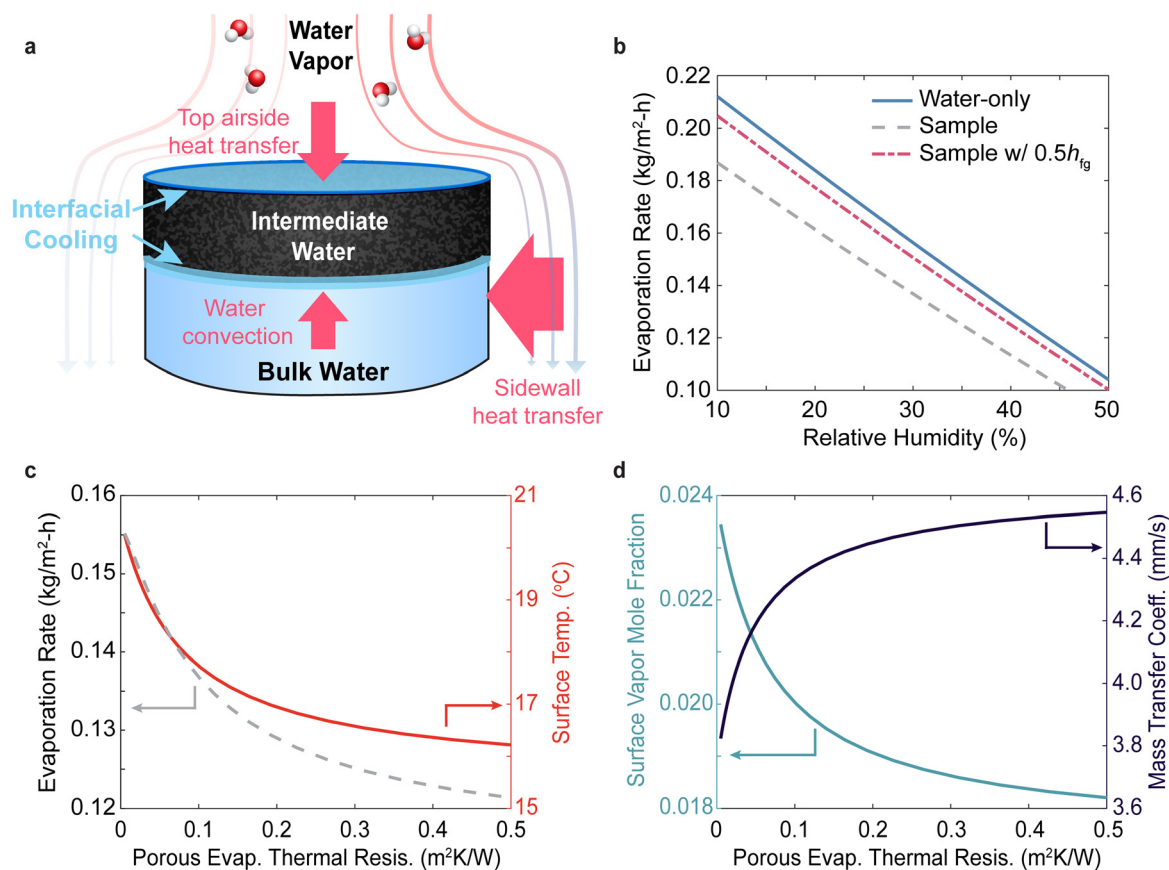 a
Water
Vapor
Top airside
heat transfer
Interfacial
Cooling
Intermediate
Water
Water
convection
Bulk Water
Sidewall
heat transfer
b
Evaporation Rate (kg/m²-h)
0.22
0.20
0.18
0.16
0.14
0.12
0.10
Water-only
Sample
Sample w/ 0.5h_fg
10
20
30
40
50
Relative Humidity (%)
c
Evaporation Rate (kg/m²-h)
0.16
0.15
0.14
0.13
0.12
21
19
17
15
Surface Temp. (°C)
0
0.1
0.2
0.3
0.4
0.5
Porous Evap. Thermal Resis. (m²K/W)
d
Surface Vapor Mole Fraction
0.024
0.022
0.020
0.018
4.6
4.4
4.2
4.0
3.8
3.6
Mass Transfer Coeff. (mm/s)
0
0.1
0.2
0.3
0.4
0.5
Porous Evap. Thermal Resis. (m²K/W)